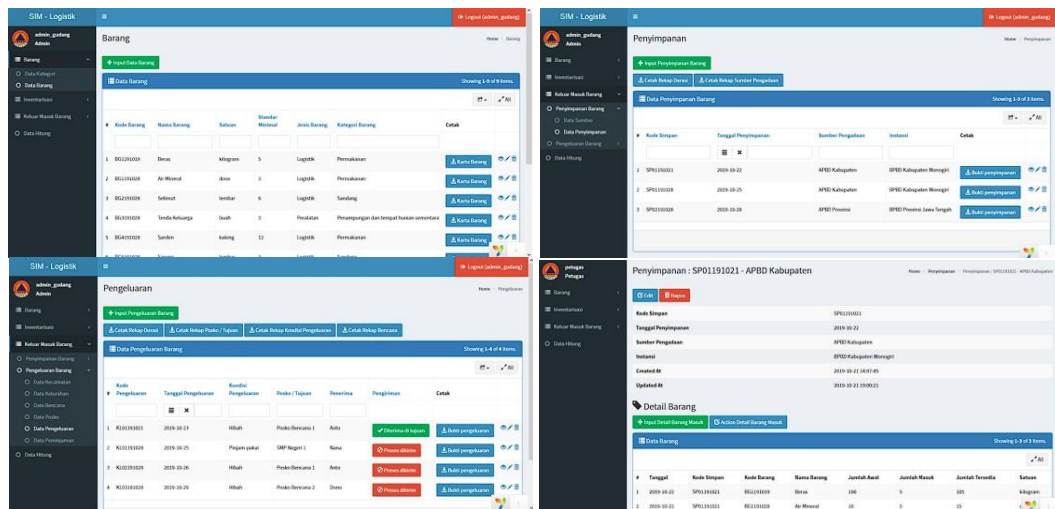 SIM - Logistik
Logout (admin_gudang)
admin_gudang
Admin
Barang
Data Kategori
Data Barang
Inventarisasi
Keluar Masuk Barang
Data Hitung
Barang
Home / Barang
+ Input Data Barang
Data Barang
Showing 1-9 of 9 items.
All
# Kode Barang Nama Barang Satuan Standar Minimal Jenis Barang Kategori Barang Cetak
1 BG1191019 Beras kilogram 5 Logistik Permakanan Kartu Barang
2 BG1191028 Air Mineral doos 3 Logistik Permakanan Kartu Barang
3 BG2191028 Selimut lembar 6 Logistik Sandang Kartu Barang
4 BG3191028 Tenda Keluarga buah Peralatan Penampungan dan tempat hunian sementara Kartu Barang
5 BG4191028 Sarden kaleng 12 Logistik Permakanan Kartu Barang
SIM - Logistik
Logout (admin_gudang)
admin_gudang
Admin
Barang
Inventarisasi
Keluar Masuk Barang
Penyimpanan Barang
Data Sumber
Data Penyimpanan
Pengeluaran Barang
Data Hitung
Penyimpanan
Home / Penyimpanan
+ Input Penyimpanan Barang
Cetak Rekap Durasi
Cetak Rekap Sumber Pengadaan
Data Penyimpanan Barang
Showing 1-3 of 3 items.
All
# Kode Simpan Tanggal Penyimpanan Sumber Pengadaan Instansi Cetak
1 SP01191021 2019-10-22 APBD Kabupaten BPBD Kabupaten Wonogiri Bukti penyimpanan
2 SP01191028 2019-10-25 APBD Kabupaten BPBD Kabupaten Wonogiri Bukti penyimpanan
3 SP02191028 2019-10-28 APBD Provinsi BPBD Provinsi Jawa Tengah Bukti penyimpanan
SIM - Logistik
Logout (admin_gudang)
admin_gudang
Admin
Barang
Inventarisasi
Keluar Masuk Barang
Penyimpanan Barang
Pengeluaran Barang
Data Kecamatan
Data Kelurahan
Data Bencana
Data Posko
Data Pengeluaran
Data Peminjaman
Data Hitung
Pengeluaran
Home / Pengeluaran
+ Input Pengeluaran Barang
Cetak Rekap Durasi
Cetak Rekap Posko / Tujuan
Cetak Rekap Kondisi Pengeluaran
Cetak Rekap Bencana
Data Pengeluaran Barang
Showing 1-4 of 4 items.
All
# Kode Pengeluaran Tanggal Pengeluaran Kondisi Pengeluaran Posko / Tujuan Penerima Pengiriman Cetak
1 KL01191021 2019-10-23 Hibah Posko Bencana 1 Anto Diterima di tujuan Bukti pengeluaran
2 KL01191028 2019-10-25 Pinjam pakai SMP Negeri 1 Nana Proses dikirim Bukti pengeluaran
3 KL02191028 2019-10-26 Hibah Posko Bencana 1 Anto Proses dikirim Bukti pengeluaran
4 KL03191028 2019-10-29 Hibah Posko Bencana 2 Dono Proses dikirim Bukti pengeluaran
petugas
Petugas
Barang
Inventarisasi
Keluar Masuk Barang
Data Hitung
Penyimpanan : SP01191021 - APBD Kabupaten
Home / Penyimpanan / Penyimpanan : SP01191021 - APBD Kabupaten
Edit
Hapus
Kode Simpan SP01191021
Tanggal Penyimpanan 2019-10-22
Sumber Pengadaan APBD Kabupaten
Instansi BPBD Kabupaten Wonogiri
Created At 2019-10-21 14:07:45
Updated At 2019-10-21 19:00:21
Detail Barang
+ Input Detail Barang Masuk
Action Detail Barang Masuk
Data Barang
Showing 1-3 of 3 items.
All
# Tanggal Kode Simpan Kode Barang Nama Barang Jumlah Awal Jumlah Masuk Jumlah Tersedia Satuan
1 2019-10-22 SP01191021 BG1191019 Beras 100 5 105 kilogram
2 2019-10-22 SP01191021 BG1191028 Air Mineral 10 5 15